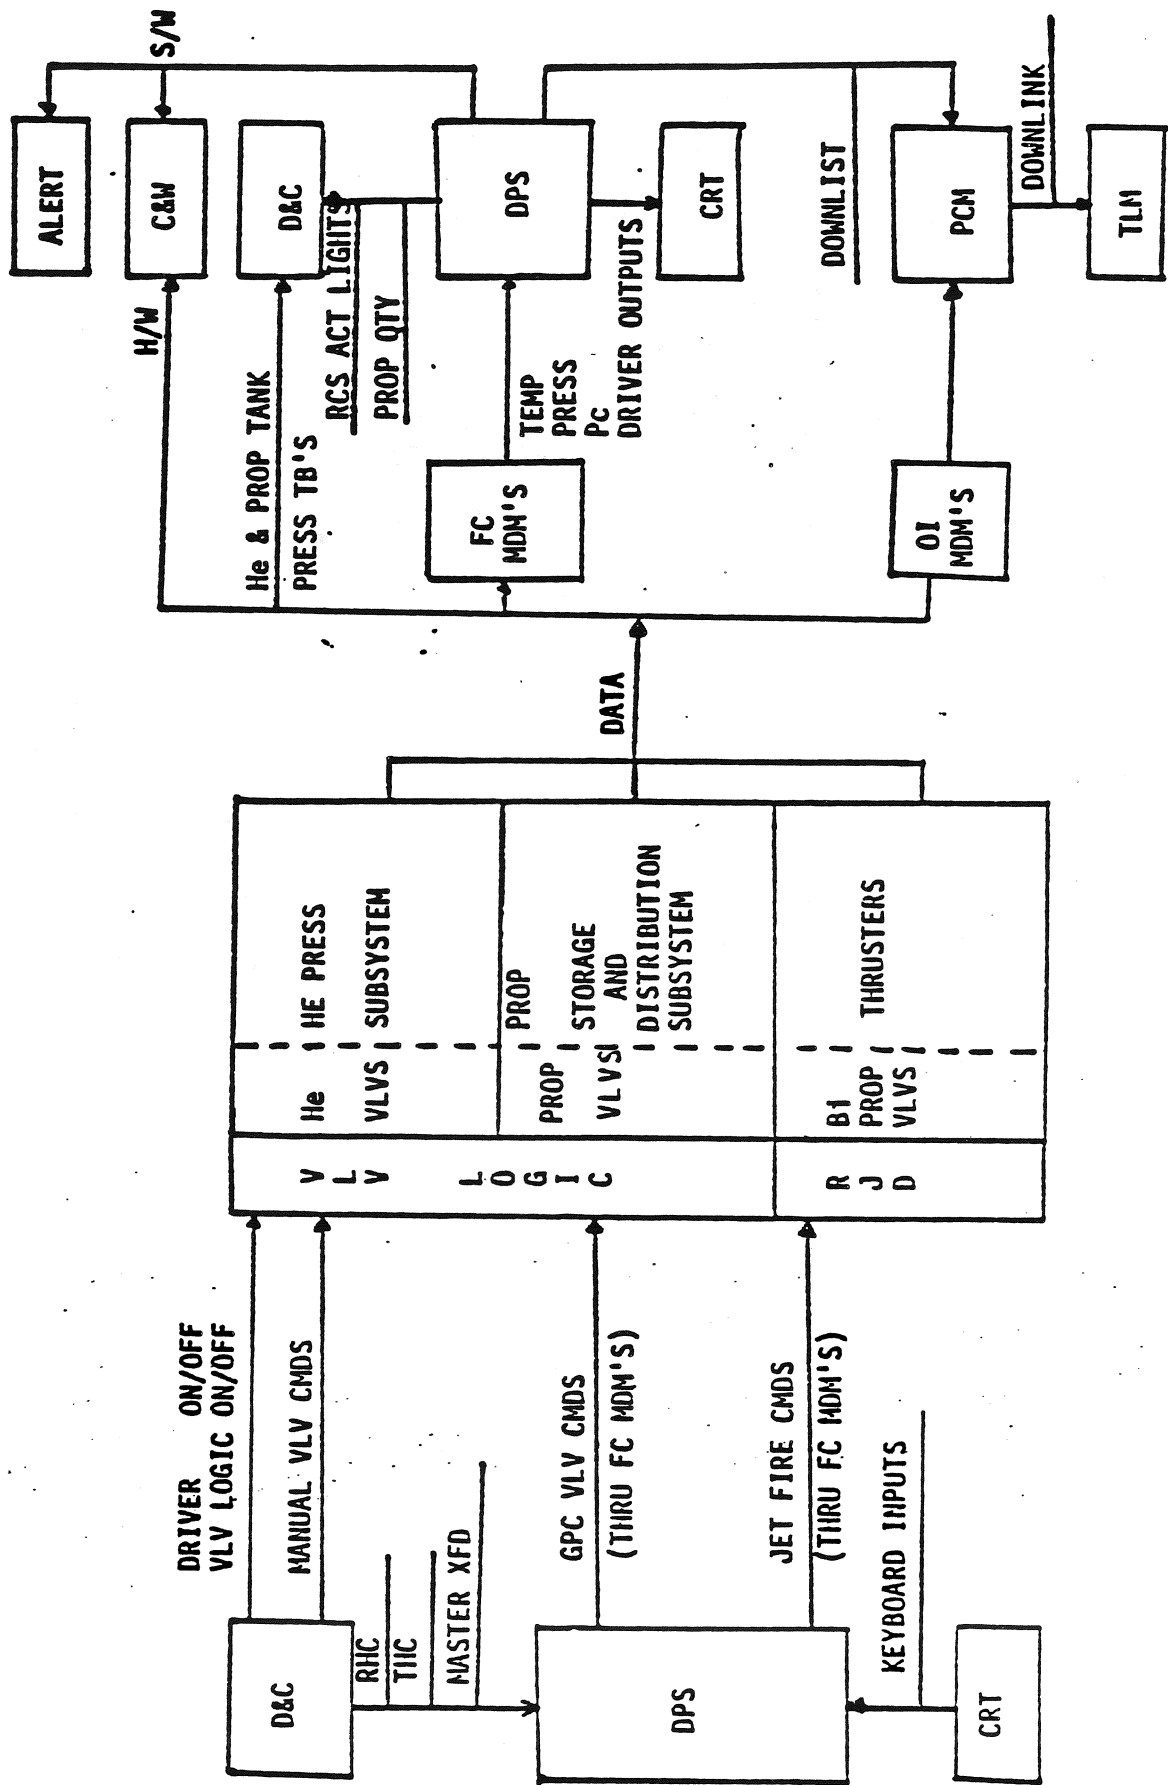 D&C
DRIVER ON/OFF
VLV LOGIC ON/OFF
MANUAL VLV CMDS
RHC
THC
MASTER XFD
DPS
GPC VLV CMDS
(THRU FC MDM'S)
JET FIRE CMDS
(THRU FC MDM'S)
KEYBOARD INPUTS
CRT
VLV
LOGIC
RJD
He
VLVS
HE PRESS
SUBSYSTEM
PROP
VLVS
PROP
STORAGE
AND
DISTRIBUTION
SUBSYSTEM
Bi
PROP
VLVS
THRUSTERS
DATA
H/W
He & PROP TANK
PRESS TB'S
FC
MDM'S
OI
MDM'S
RCS ACT LIGHTS
PROP QTY
TEMP
PRESS
Pc
DRIVER OUTPUTS
ALERT
C&W
S/W
D&C
DPS
CRT
DOWNLIST
PCM
DOWNLINK
TLM